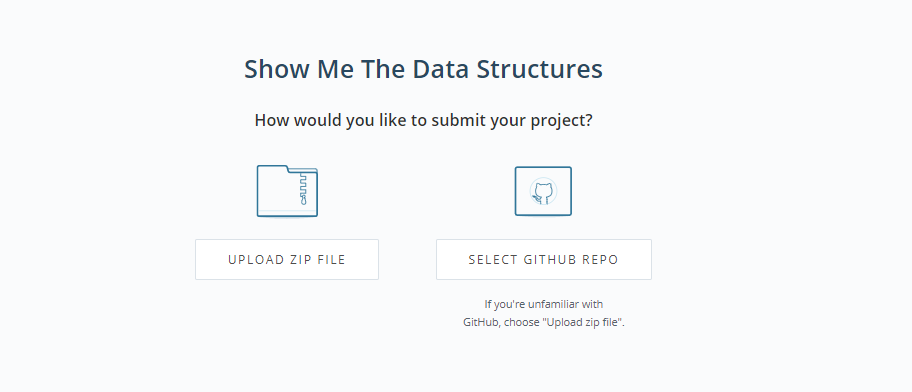 Show Me The Data Structures
How would you like to submit your project?
UPLOAD ZIP FILE
SELECT GITHUB REPO
If you're unfamiliar with
GitHub, choose "Upload zip file".